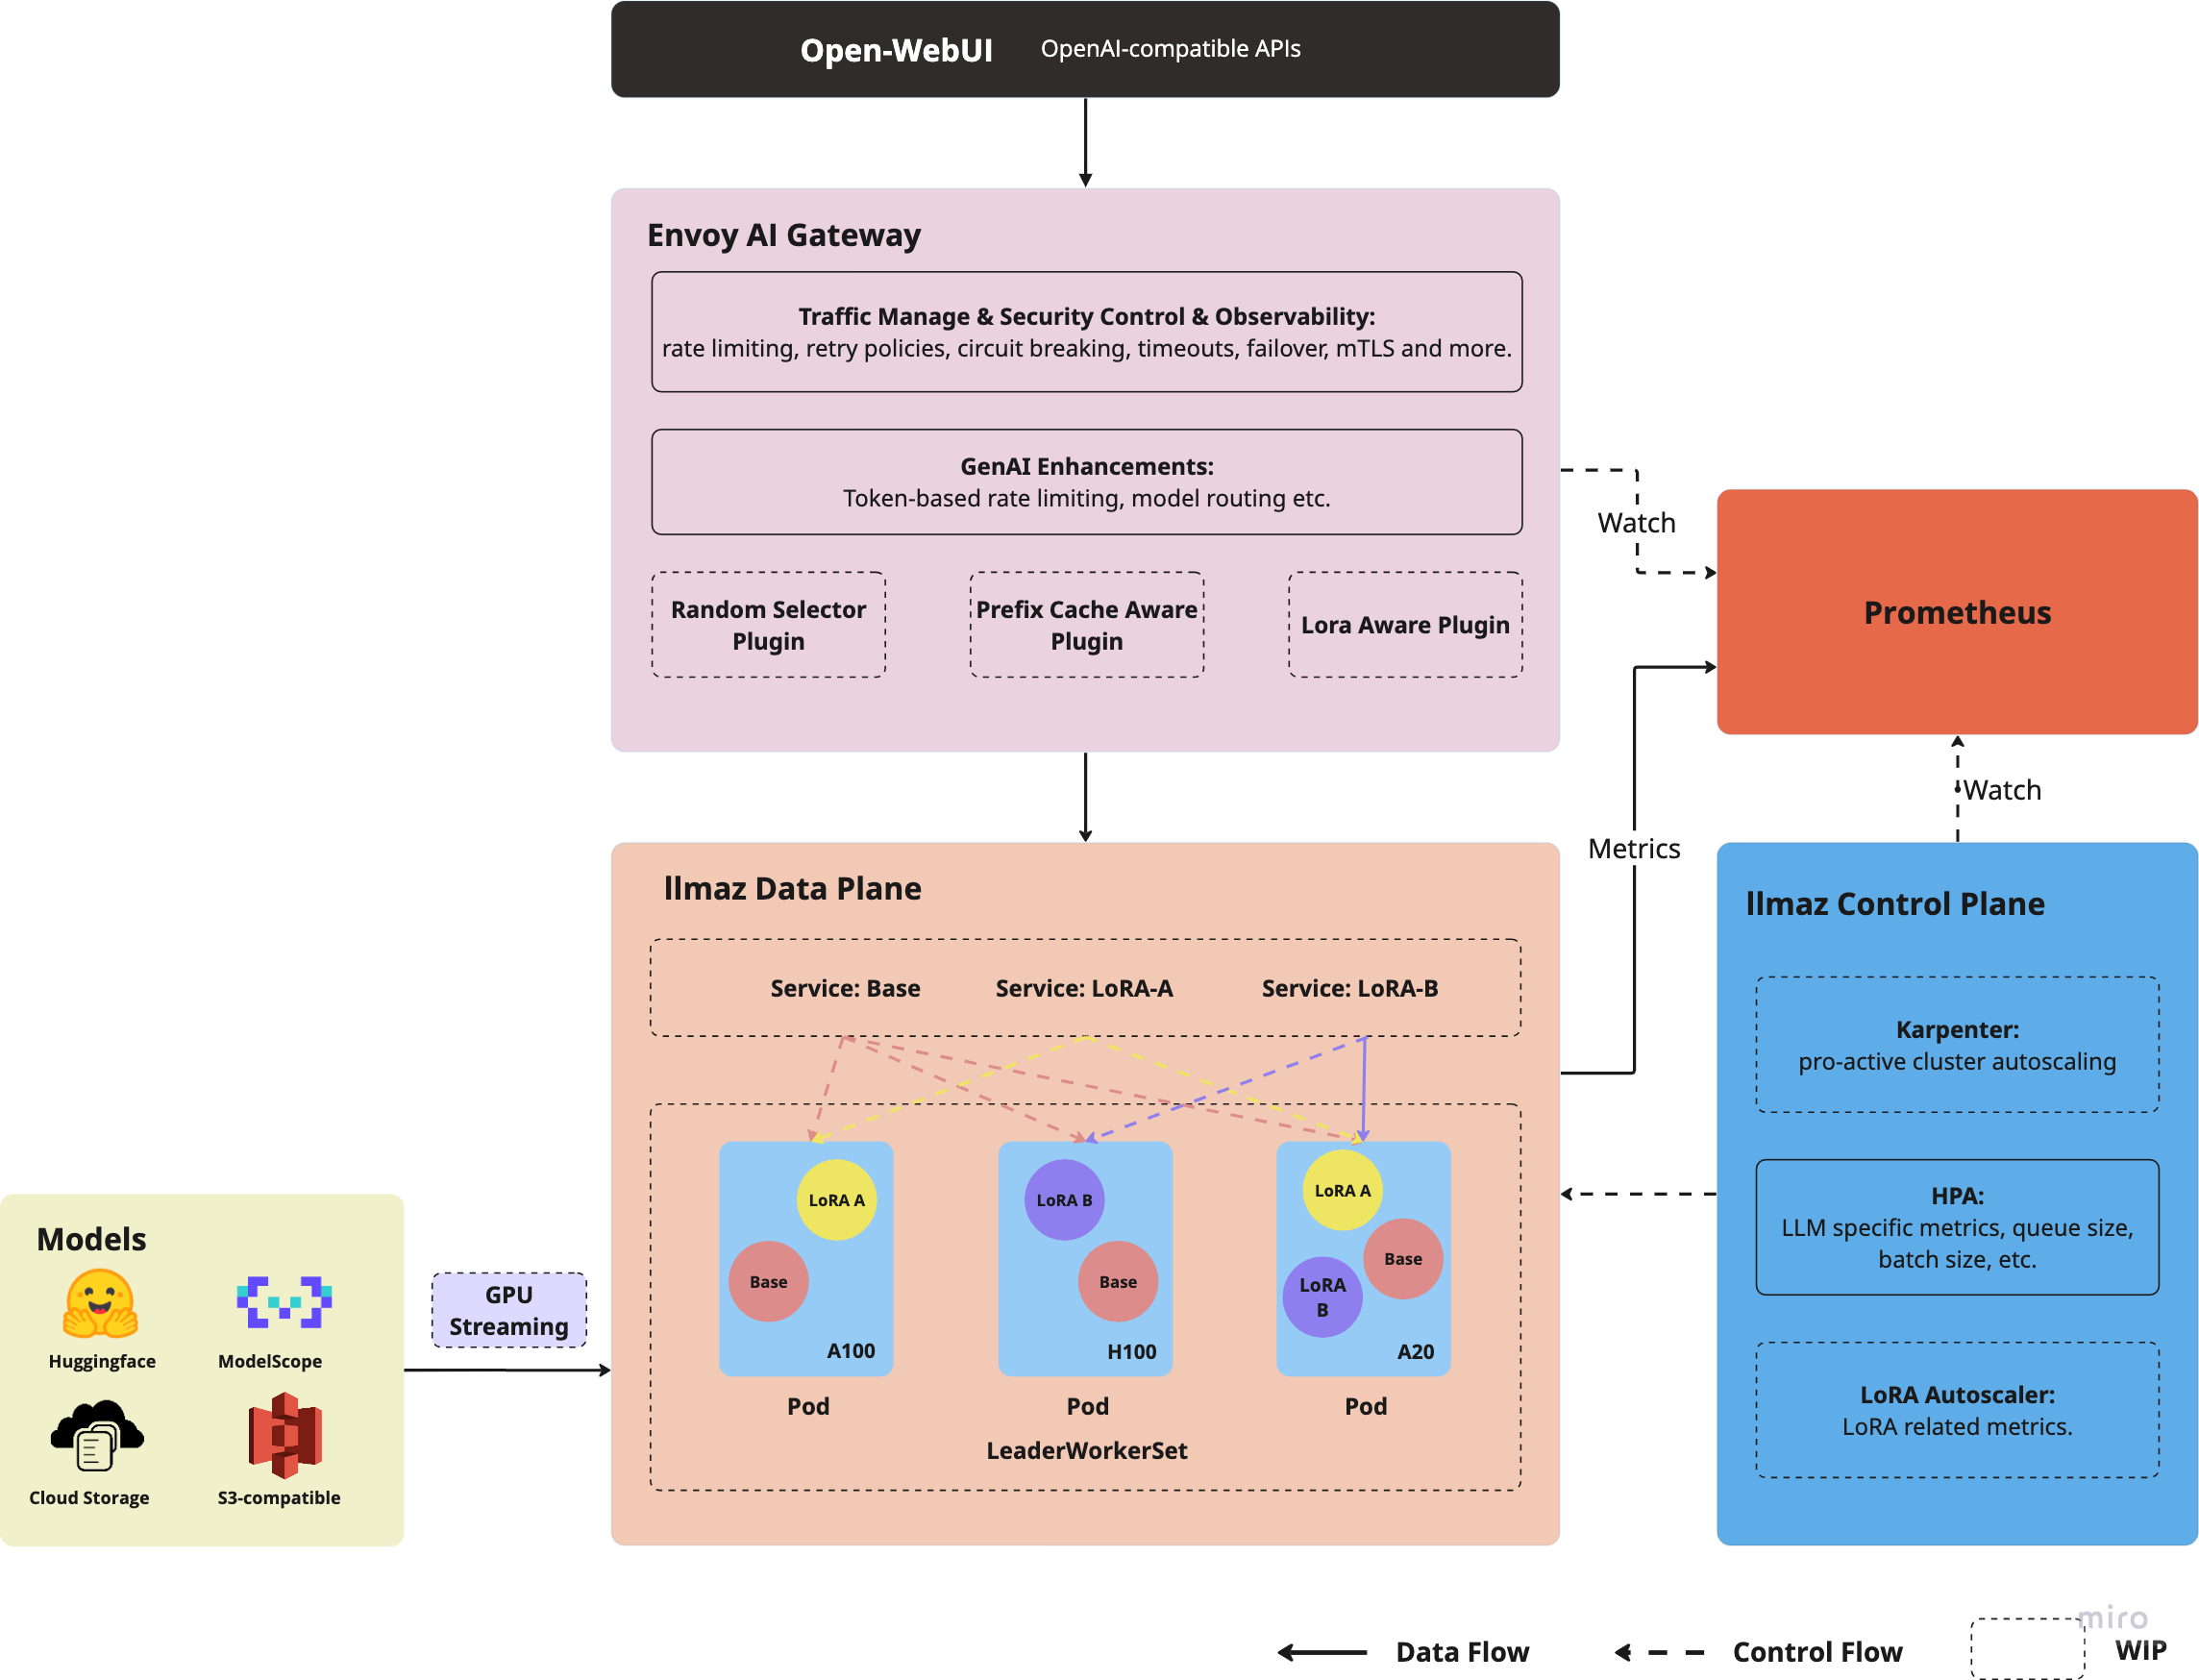 Open-WebUI OpenAI-compatible APIs
Envoy AI Gateway
Traffic Manage & Security Control & Observability:
rate limiting, retry policies, circuit breaking, timeouts, failover, mTLS and more.
GenAI Enhancements:
Token-based rate limiting, model routing etc.
Random Selector
Plugin
Prefix Cache Aware
Plugin
Lora Aware Plugin
Watch
Prometheus
Watch
Metrics
llmaz Data Plane
Service: Base
Service: LoRA-A
Service: LoRA-B
LoRA A
Base
A100
Pod
LoRA B
Base
H100
Pod
LoRA A
Base
LoRA
B
A20
Pod
LeaderWorkerSet
llmaz Control Plane
Karpenter:
pro-active cluster autoscaling
HPA:
LLM specific metrics, queue size,
batch size, etc.
LoRA Autoscaler:
LoRA related metrics.
Models
Huggingface
ModelScope
Cloud Storage
S3-compatible
GPU
Streaming
Data Flow
Control Flow
WIP
miro